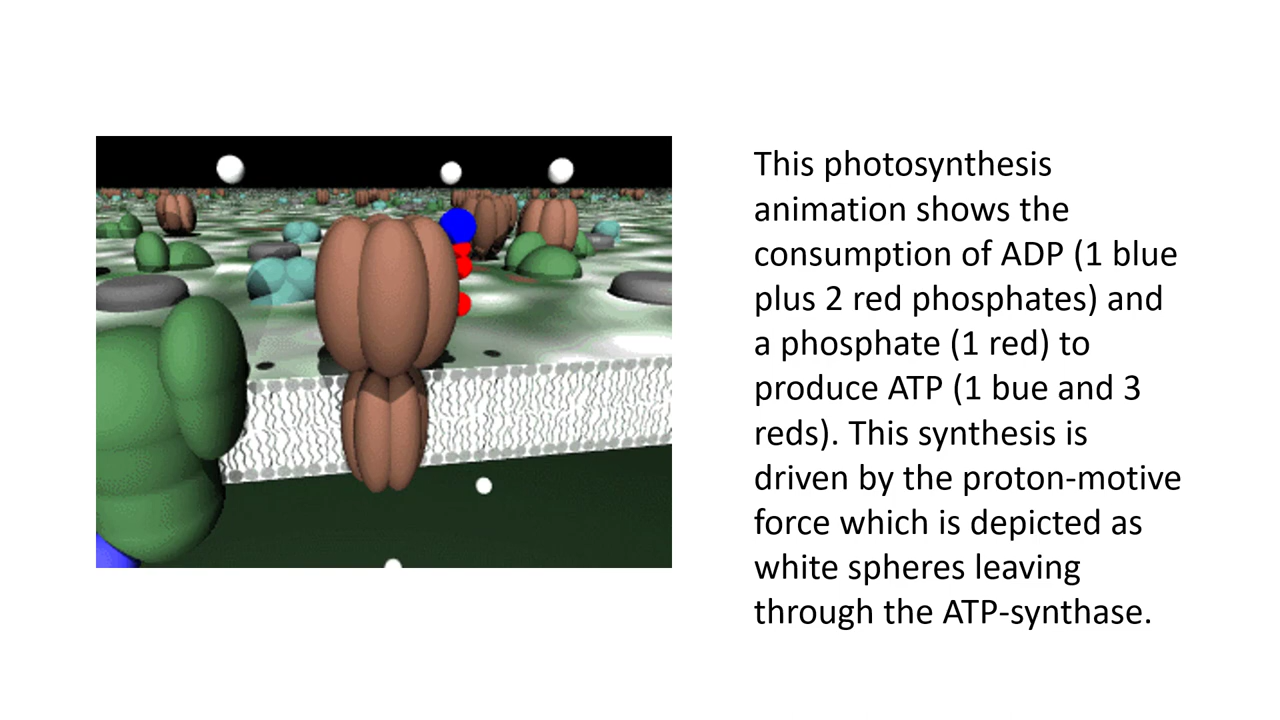 This photosynthesis
animation shows the
consumption of ADP (1 blue
plus 2 red phosphates) and
a phosphate (1 red) to
produce ATP (1 bue and 3
reds). This synthesis is
driven by the proton-motive
force which is depicted as
white spheres leaving
through the ATP-synthase.